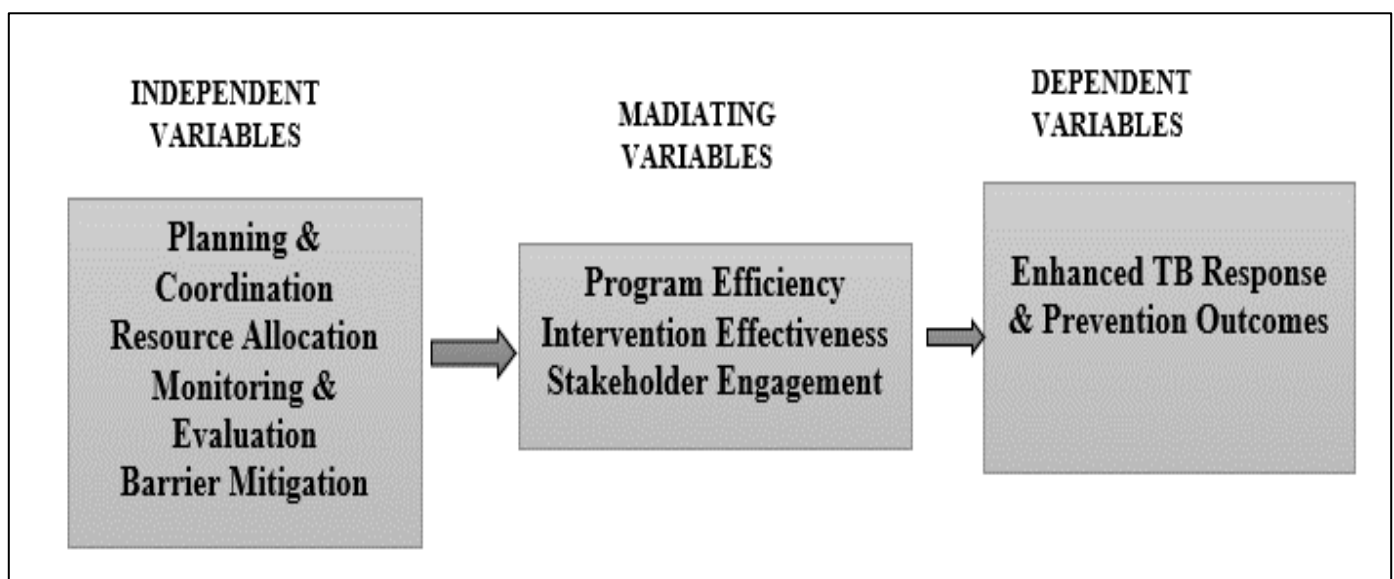 INDEPENDENT
VARIABLES
Planning &
Coordination
Resource Allocation
Monitoring &
Evaluation
Barrier Mitigation
MADIATING
VARIABLES
Program Efficiency
Intervention Effectiveness
Stakeholder Engagement
DEPENDENT
VARIABLES
Enhanced TB Response
& Prevention Outcomes